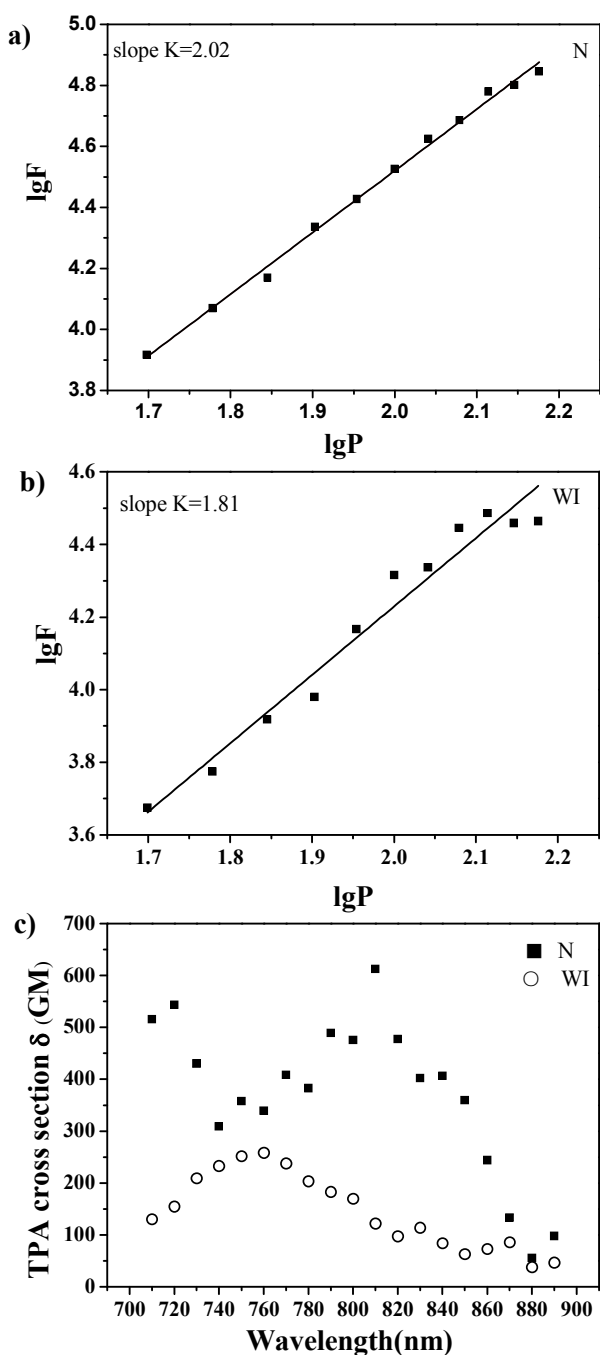 a)
slope K=2.02
N
lgF
5.0
4.8
4.6
4.4
4.2
4.0
3.8
1.7 1.8 1.9 2.0 2.1 2.2
lgP
b)
slope K=1.81
WI
lgF
4.6
4.4
4.2
4.0
3.8
3.6
1.7 1.8 1.9 2.0 2.1 2.2
lgP
c)
N
WI
TPA cross section δ (GM)
700
600
500
400
300
200
100
0
700 720 740 760 780 800 820 840 860 880 900
Wavelength(nm)